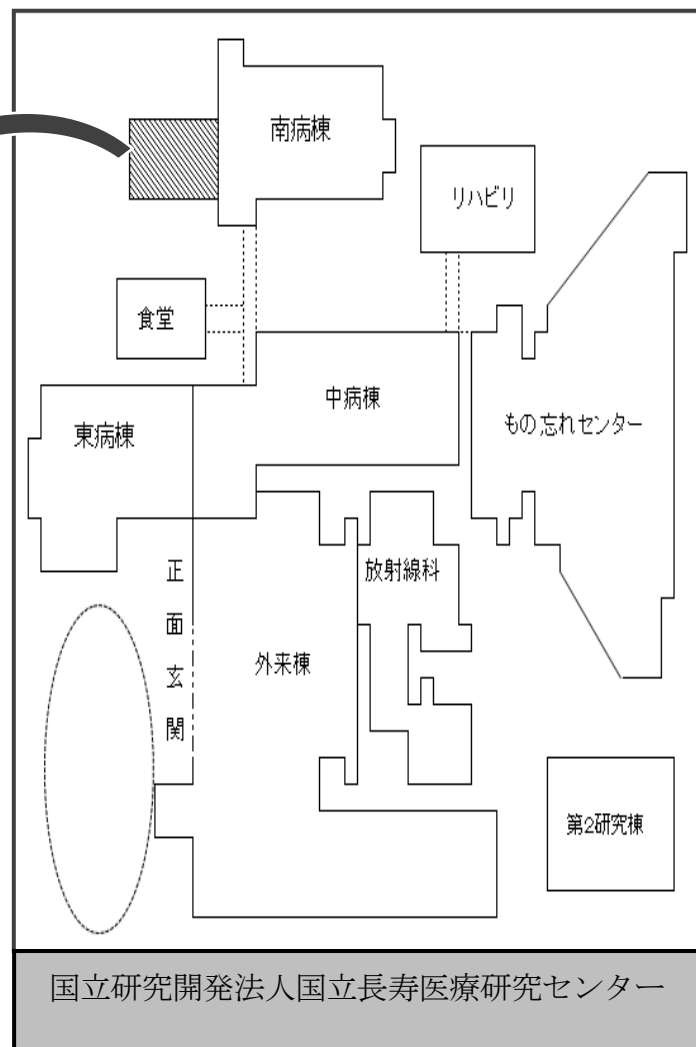 南病棟
リハビリ
食堂
中病棟
東病棟
もの忘れセンター
放射線科
正面玄関
外来棟
第2研究棟
国立研究開発法人国立長寿医療研究センター